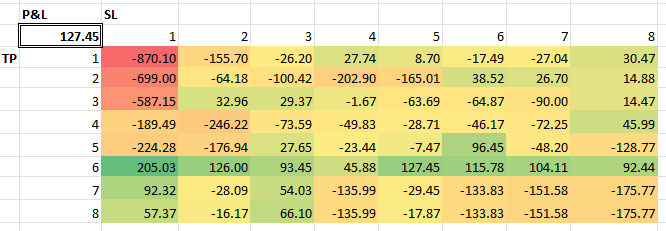 P&L SL
127.45 1 2 3 4 5 6 7 8
TP 1 -870.10 -155.70 -26.20 27.74 8.70 -17.49 -27.04 30.47
2 -699.00 -64.18 -100.42 -202.90 -165.01 38.52 26.70 14.88
3 -587.15 32.96 29.37 -1.67 -63.69 -64.87 -90.00 14.47
4 -189.49 -246.22 -73.59 -49.83 -28.71 -46.17 -72.25 45.99
5 -224.28 -176.94 27.65 -23.44 -7.47 96.45 -48.20 -128.77
6 205.03 126.00 93.45 45.88 127.45 115.78 104.11 92.44
7 92.32 -28.09 54.03 -135.99 -29.45 -133.83 -151.58 -175.77
8 57.37 -16.17 66.10 -135.99 -17.87 -133.83 -151.58 -175.77